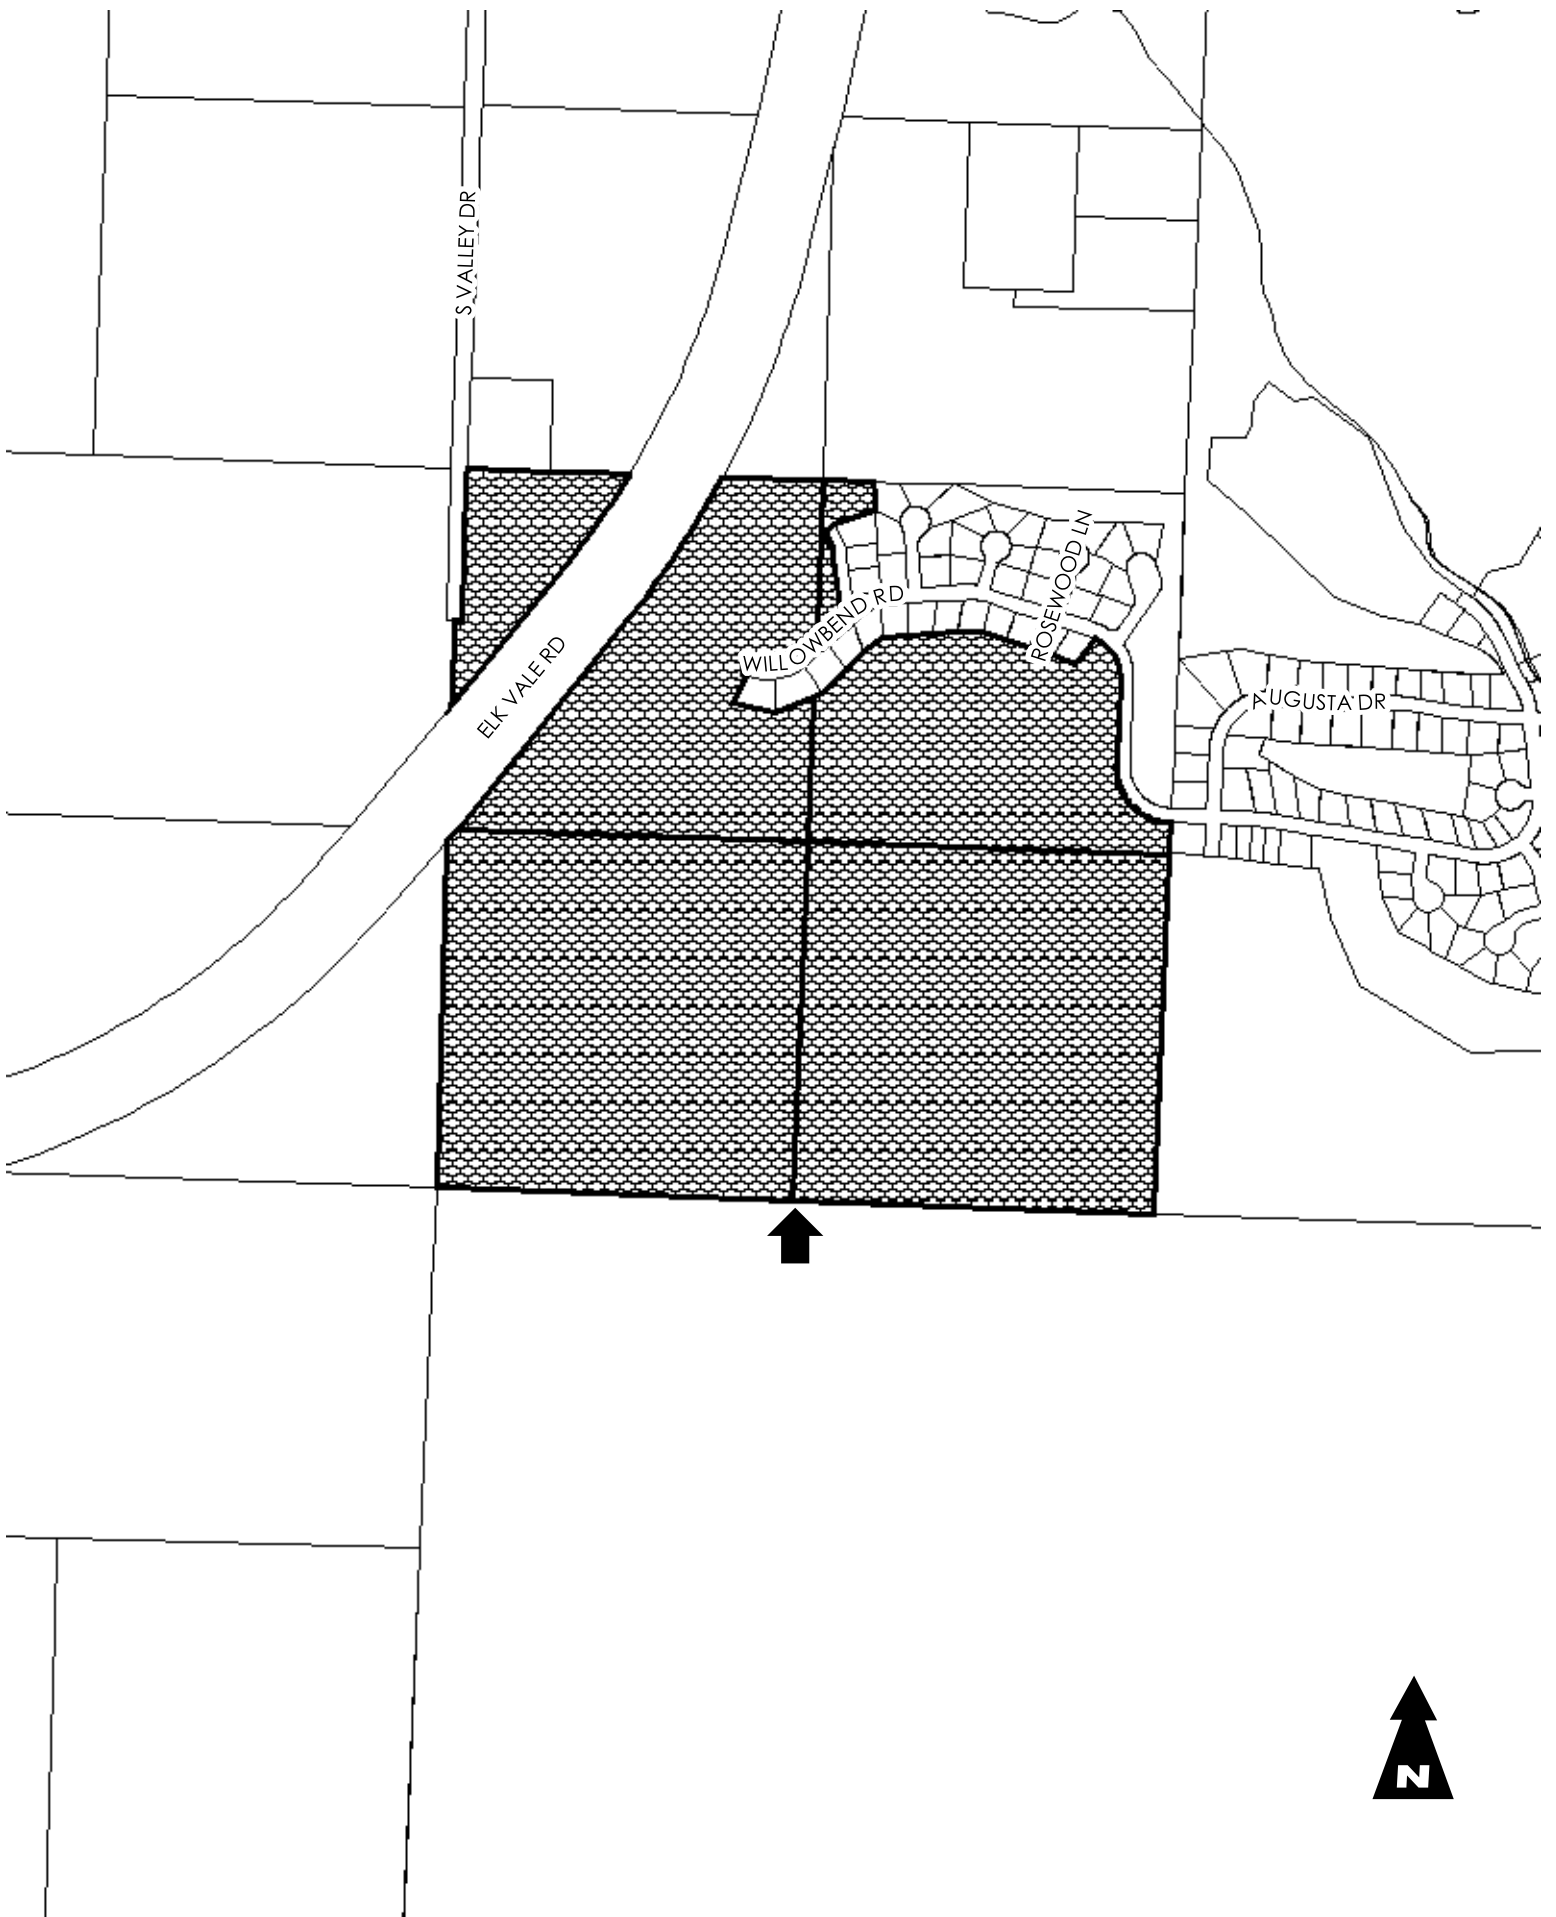 S VALLEY DR
ROSEWOOD LN
WILLOWBEND RD
ELK VALE RD
AUGUSTA DR
N